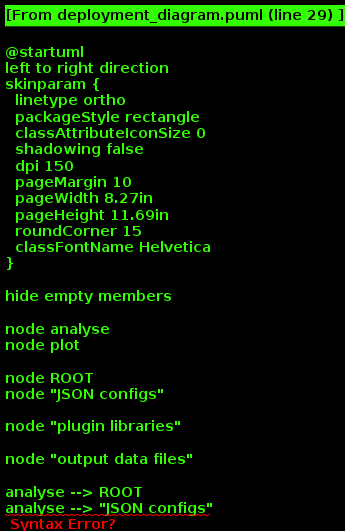 [From deployment_diagram.puml (line 29) ]
@startuml
left to right direction
skinparam {
  linetype ortho
  packageStyle rectangle
  classAttributeIconSize 0
  shadowing false
  dpi 150
  pageMargin 10
  pageWidth 8.27in
  pageHeight 11.69in
  roundCorner 15
  classFontName Helvetica
}
hide empty members
node analyse
node plot
node ROOT
node "JSON configs"
node "plugin libraries"
node "output data files"
analyse --> ROOT
analyse --> "JSON configs"
Syntax Error?